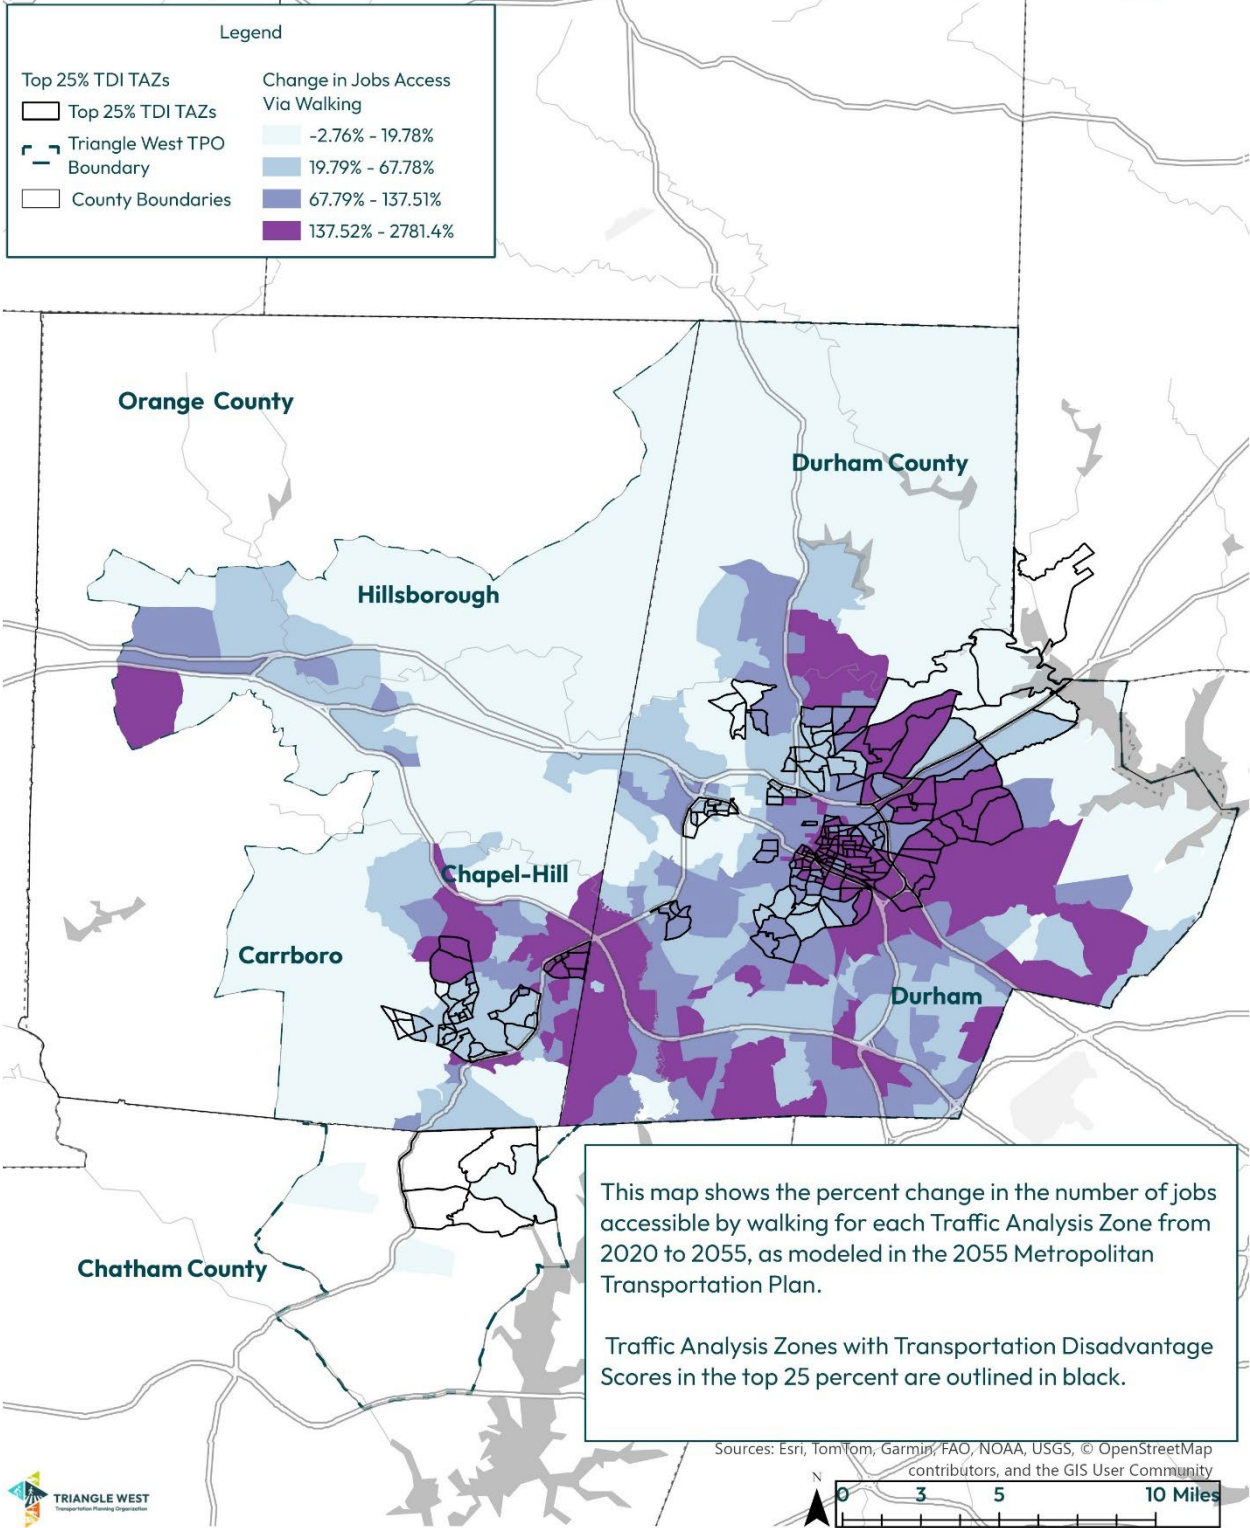 Legend
Top 25% TDI TAZs
Top 25% TDI TAZs
Triangle West TPO
Boundary
County Boundaries
Change in Jobs Access
Via Walking
-2.76% - 19.78%
19.79% - 67.78%
67.79% - 137.51%
137.52% - 2781.4%
Orange County
Durham County
Hillsborough
Chapel-Hill
Carrboro
Durham
Chatham County
This map shows the percent change in the number of jobs
accessible by walking for each Traffic Analysis Zone from
2020 to 2055, as modeled in the 2055 Metropolitan
Transportation Plan.
Traffic Analysis Zones with Transportation Disadvantage
Scores in the top 25 percent are outlined in black.
Sources: Esri, TomTom, Garmin, FAO, NOAA, USGS, © OpenStreetMap
contributors, and the GIS User Community
TRIANGLE WEST
Transportation Planning Organization
N
0 3 5 10 Miles